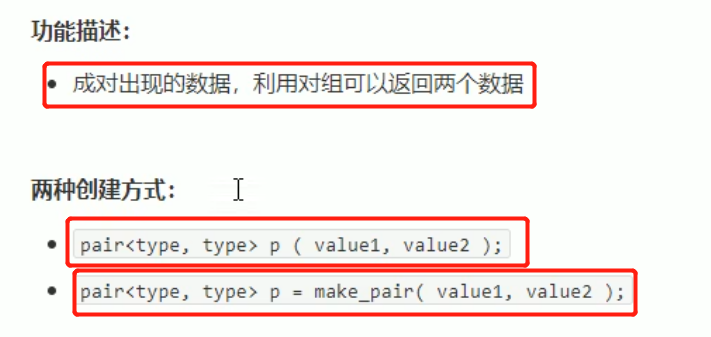 功能描述：
• 成对出现的数据，利用对组可以返回两个数据
两种创建方式：
• pair<type, type> p ( value1, value2 );
• pair<type, type> p = make_pair( value1, value2 );